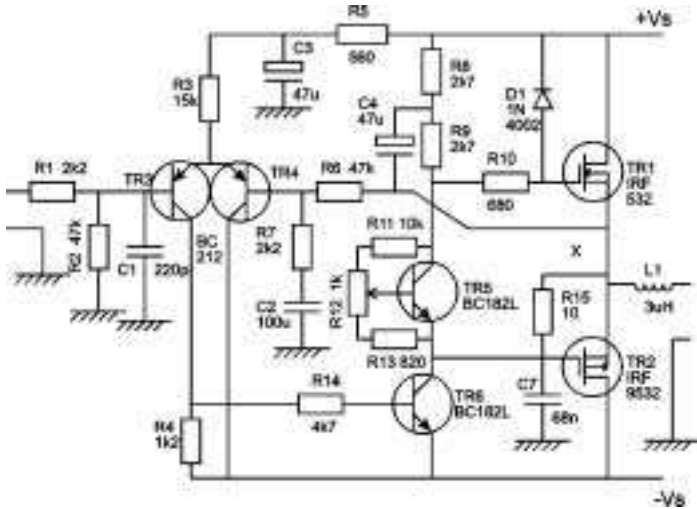 R5
560
+Vs
C3
47u
R3
15k
R8
2k7
C4
47u
R9
2k7
D1
1N
4002
R1 2k2
TR3
TR4
R6 47k
R10
680
TR1
IRF
532
R2 47k
C1
220p
BC
212
R7
2k2
R11 10k
X
C2
100u
R12 1k
TR5
BC182L
R15
10
L1
3uH
R13 820
TR2
IRF
9532
R14
4k7
TR6
BC182L
C7
68n
R4
1k2
-Vs